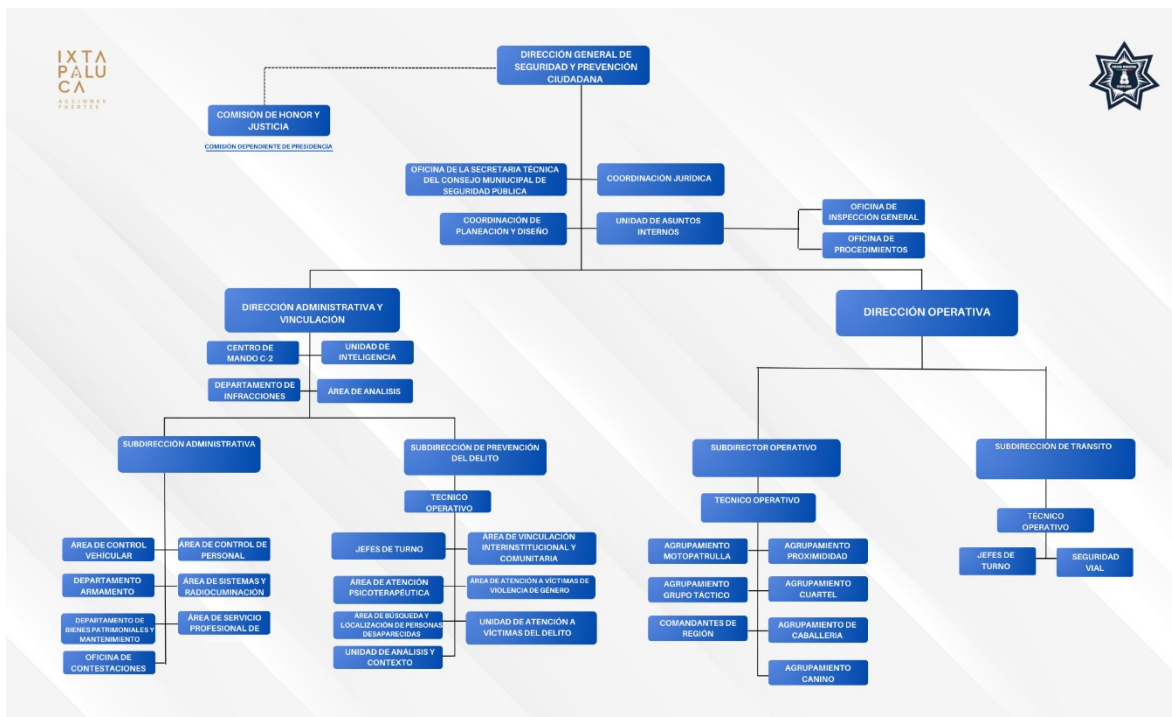 IXTA
PALU
CA
ACCIONES
FUERTES
DIRECCIÓN GENERAL DE
SEGURIDAD Y PREVENCIÓN
CIUDADANA
COMISIÓN DE HONOR Y
JUSTICIA
COMISIÓN DEPENDIENTE DE PRESIDENCIA
OFICINA DE LA SECRETARIA TÉCNICA
DEL CONSEJO MUNIUCIPAL DE
SEGURIDAD PÚBLICA
COORDINACIÓN JURÍDICA
COORDINACIÓN DE
PLANEACIÓN Y DISEÑO
UNIDAD DE ASUNTOS
INTERNOS
OFICINA DE
INSPECCIÓN GENERAL
OFICINA DE
PROCEDIMIENTOS
DIRECCIÓN ADMINISTRATIVA Y
VINCULACIÓN
DIRECCIÓN OPERATIVA
CENTRO DE
MANDO C-2
UNIDAD DE
INTELIGENCIA
DEPARTAMENTO DE
INFRACCIONES
ÁREA DE ANALISIS
SUBDIRECCIÓN ADMINISTRATIVA
ÁREA DE CONTROL
VEHICULAR
ÁREA DE CONTROL DE
PERSONAL
DEPARTAMENTO
ARMAMENTO
ÁREA DE SISTEMAS Y
RADIOCUMINACIÓN
DEPARTAMENTO DE
BIENES PATRIMONIALES Y
MANTENIMIENTO
ÁREA DE SERVICIO
PROFESIONAL DE
OFICINA DE
CONTESTACIONES
SUBDIRECCIÓN DE PREVENCIÓN
DEL DELITO
TECNICO
OPERATIVO
JEFES DE TURNO
ÁREA DE VINCULACIÓN
INTERINSTITUCIONAL Y
COMUNITARIA
ÁREA DE ATENCIÓN
PSICOTERAPÉUTICA
ÁREA DE ATENCIÓN A VÍCTIMAS DE
VIOLENCIA DE GÉNERO
ÁREA DE BÚSQUEDA Y
LOCALIZACIÓN DE PERSONAS
DESAPARECIDAS
UNIDAD DE ATENCIÓN A
VÍCTIMAS DEL DELITO
UNIDAD DE ANÁLISIS Y
CONTEXTO
SUBDIRECTOR OPERATIVO
TECNICO OPERATIVO
AGRUPAMIENTO
MOTOPATRULLA
AGRUPAMIENTO
PROXIMIDIDAD
AGRUPAMIENTO
GRUPO TÁCTICO
AGRUPAMIENTO
CUARTEL
COMANDANTES DE
REGIÓN
AGRUPAMIENTO DE
CABALLERIA
AGRUPAMIENTO
CANINO
SUBDIRECCIÓN DE TRÁNSITO
TÉCNICO
OPERATIVO
JEFES DE
TURNO
SEGURIDAD
VIAL